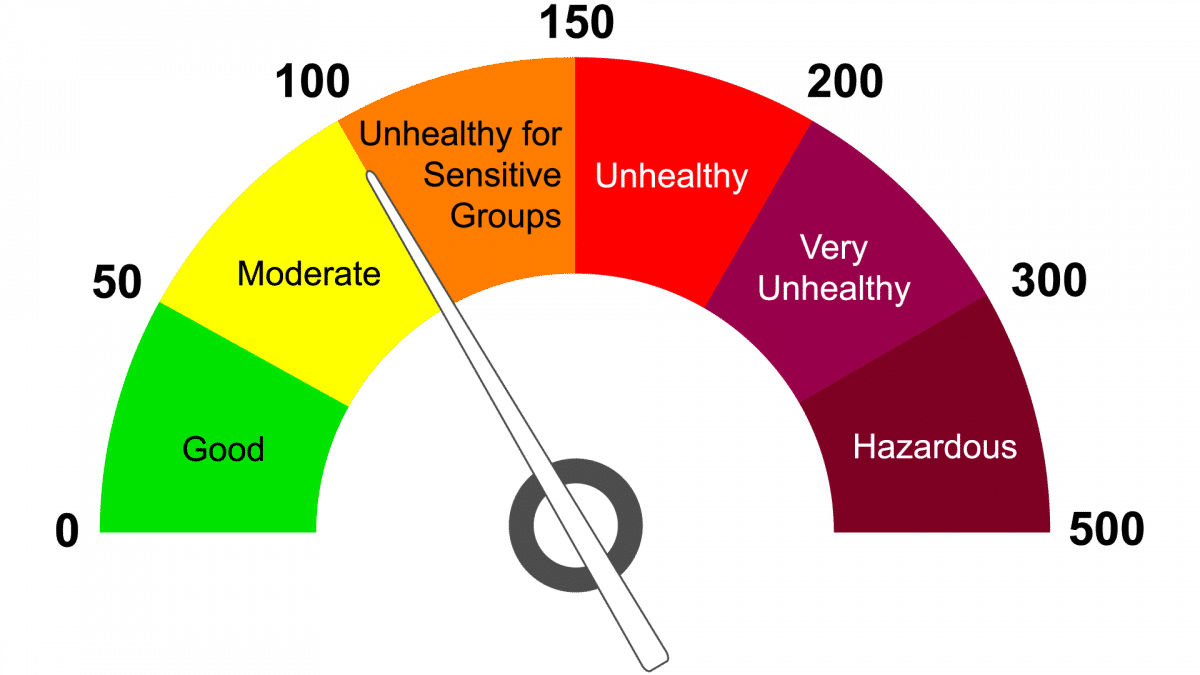 0
50
100
150
200
300
500
Good
Moderate
Unhealthy for
Sensitive
Groups
Unhealthy
Very
Unhealthy
Hazardous